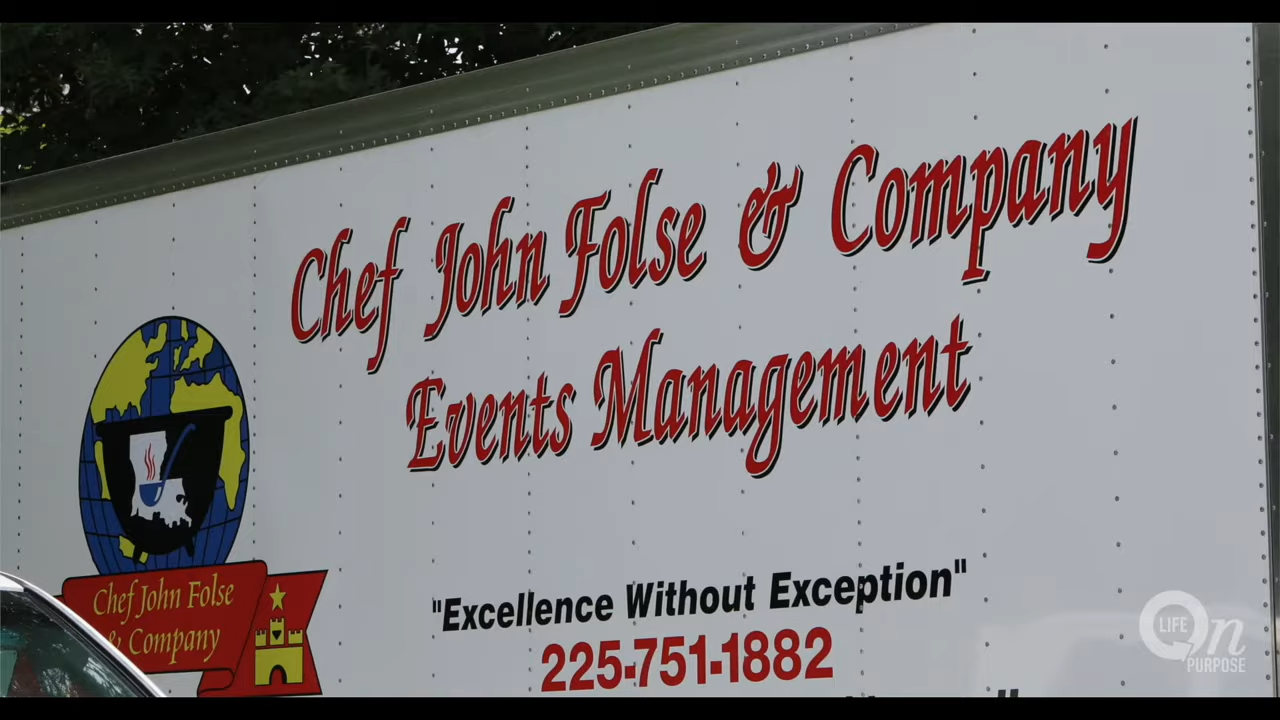 Chef John Folse & Company
Events Management
"Excellence Without Exception"
225-751-1882
Chef John Folse
& Company
LIFE
On
PURPOSE